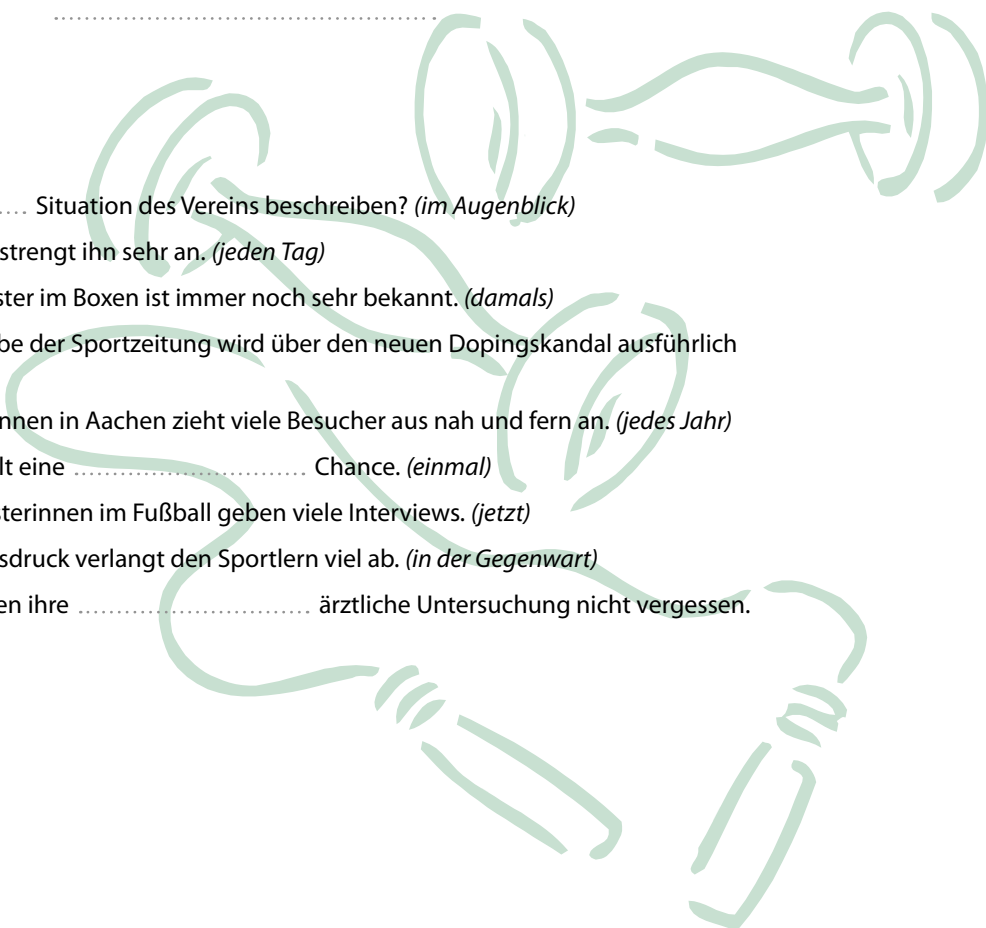 Situation des Vereins beschreiben? (im Augenblick)
strengt ihn sehr an. (jeden Tag)
ster im Boxen ist immer noch sehr bekannt. (damals)
be der Sportzeitung wird über den neuen Dopingskandal ausführlich
nnen in Aachen zieht viele Besucher aus nah und fern an. (jedes Jahr)
lt eine ........................................ Chance. (einmal)
sterinnen im Fußball geben viele Interviews. (jetzt)
sdruck verlangt den Sportlern viel ab. (in der Gegenwart)
en ihre ........................................ ärztliche Untersuchung nicht vergessen.